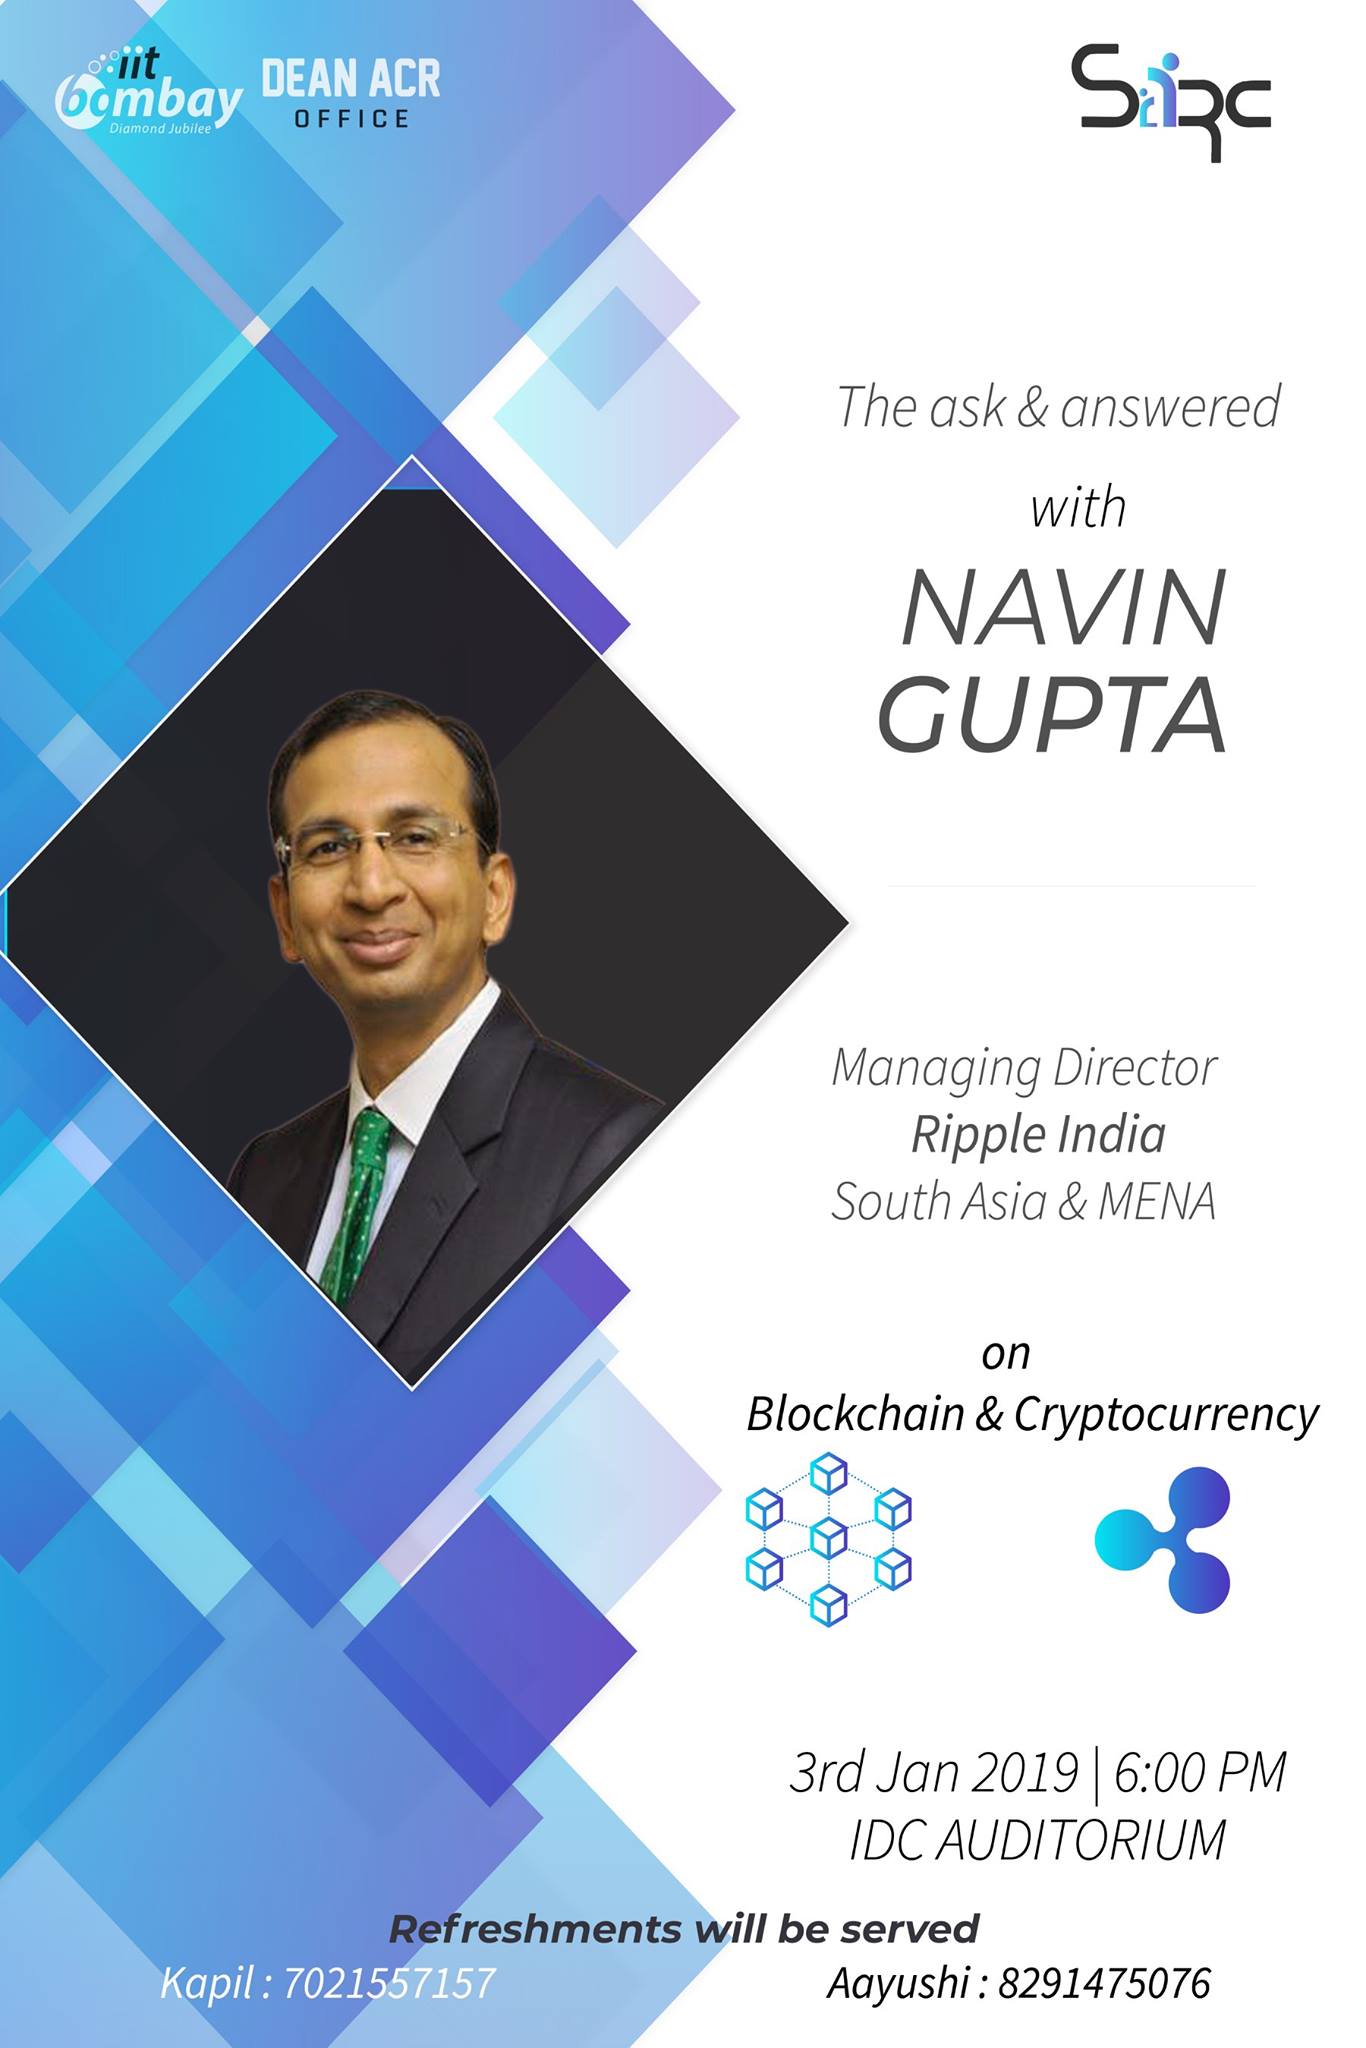 iit
bombay
Diamond Jubilee
DEAN ACR
OFFICE
SAIRC
The ask & answered
with
NAVIN
GUPTA
Managing Director
Ripple India
South Asia & MENA
on
Blockchain & Cryptocurrency
3rd Jan 2019 | 6:00 PM
IDC AUDITORIUM
Refreshments will be served
Kapil : 7021557157
Aayushi : 8291475076